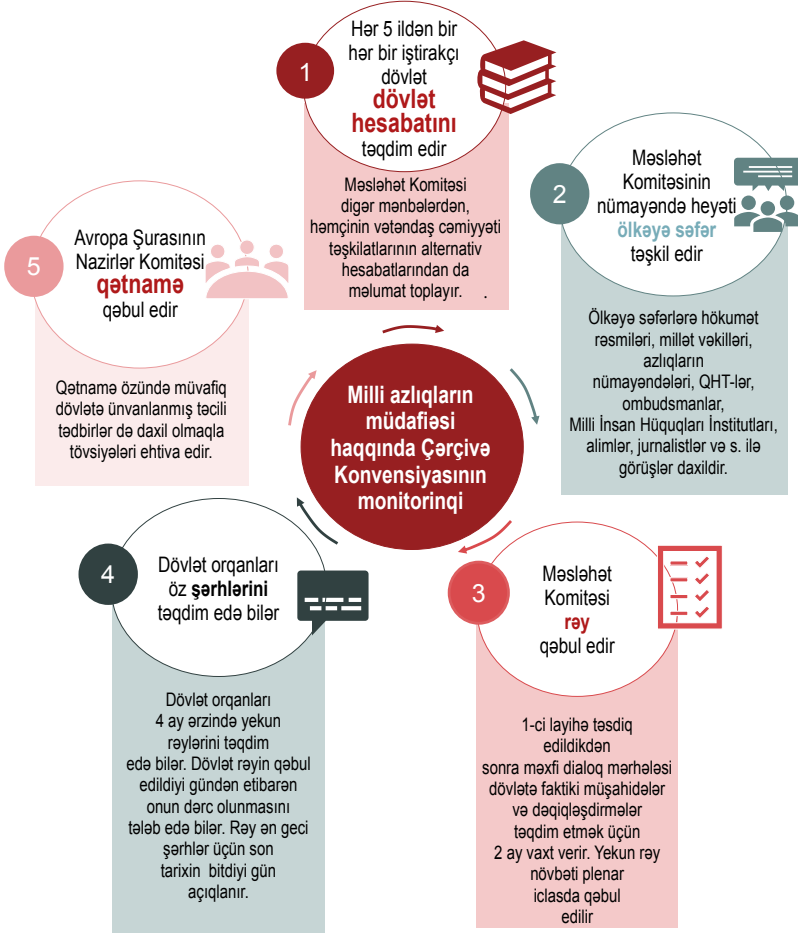 1
Hər 5 ildən bir
hər bir iştirakçı
dövlət
dövlət
hesabatını
təqdim edir
Məsləhət Komitəsi
digər mənbələrdən,
həmçinin vətəndaş cəmiyyəti
təşkilatlarının alternativ
hesabatlarından da
məlumat toplayır. .
2
Məsləhət
Komitəsinin
nümayəndə heyəti
ölkəyə səfər
təşkil edir
Ölkəyə səfərlərə hökumət
rəsmiləri, millət vəkilləri,
azlıqların
nümayəndələri, QHT-lər,
ombudsmanlar,
Milli İnsan Hüquqları İnstitutları,
alimlər, jurnalistlər və s. ilə
görüşlər daxildir.
3
Məsləhət
Komitəsi
rəy
qəbul edir
1-ci layihə təsdiq
edildikdən
sonra məxfi dialoq mərhələsi
dövlətə faktiki müşahidələr
və dəqiqləşdirmələr
təqdim etmək üçün
2 ay vaxt verir. Yekun rəy
növbəti plenar
iclasda qəbul
edilir
4
Dövlət orqanları
öz şərhlərini
təqdim edə bilər
Dövlət orqanları
4 ay ərzində yekun
rəylərini təqdim
edə bilər. Dövlət rəyin qəbul
edildiyi gündən etibarən
onun dərc olunmasını
tələb edə bilər. Rəy ən geci
şərhlər üçün son
tarixin bitdiyi gün
açıqlanır.
5
Avropa Şurasının
Nazirlər Komitəsi
qətnamə
qəbul edir
Qətnamə özündə müvafiq
dövlətə ünvanlanmış təcili
tədbirlər də daxil olmaqla
tövsiyələri ehtiva edir.
Milli azlıqların
müdafiəsi
haqqında Çərçivə
Konvensiyasının
monitorinqi